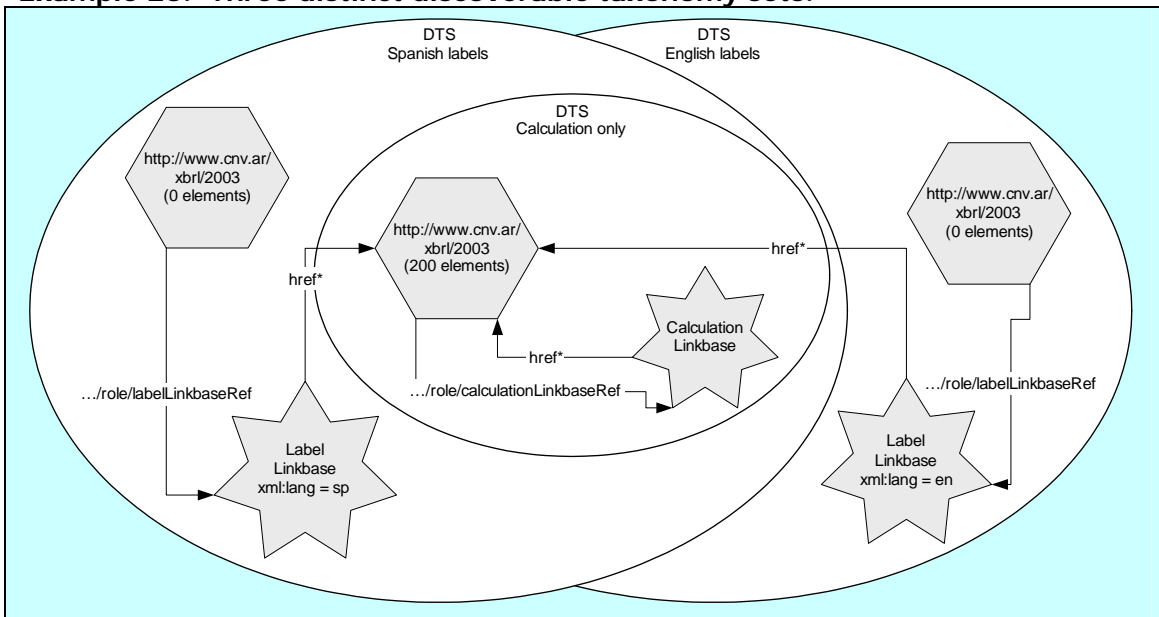 Example 23: Three distinct discoverable taxonomy sets.
DTS
Spanish labels
DTS
English labels
DTS
Calculation only
http://www.cnv.ar/
xbrl/2003
(0 elements)
http://www.cnv.ar/
xbrl/2003
(200 elements)
http://www.cnv.ar/
xbrl/2003
(0 elements)
href*
href*
Calculation
Linkbase
href*
…/role/labelLinkbaseRef
…/role/calculationLinkbaseRef
…/role/labelLinkbaseRef
Label
Linkbase
xml:lang = sp
Label
Linkbase
xml:lang = en